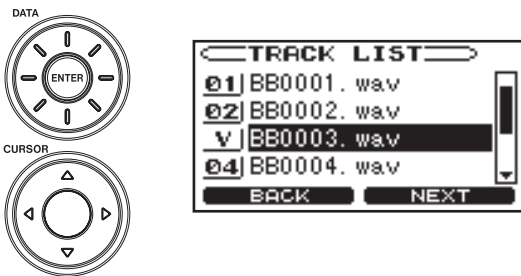 DATA
ENTER
CURSOR
TRACK LIST
01 BB0001.wav
02 BB0002.wav
V BB0003.wav
04 BB0004.wav
BACK NEXT